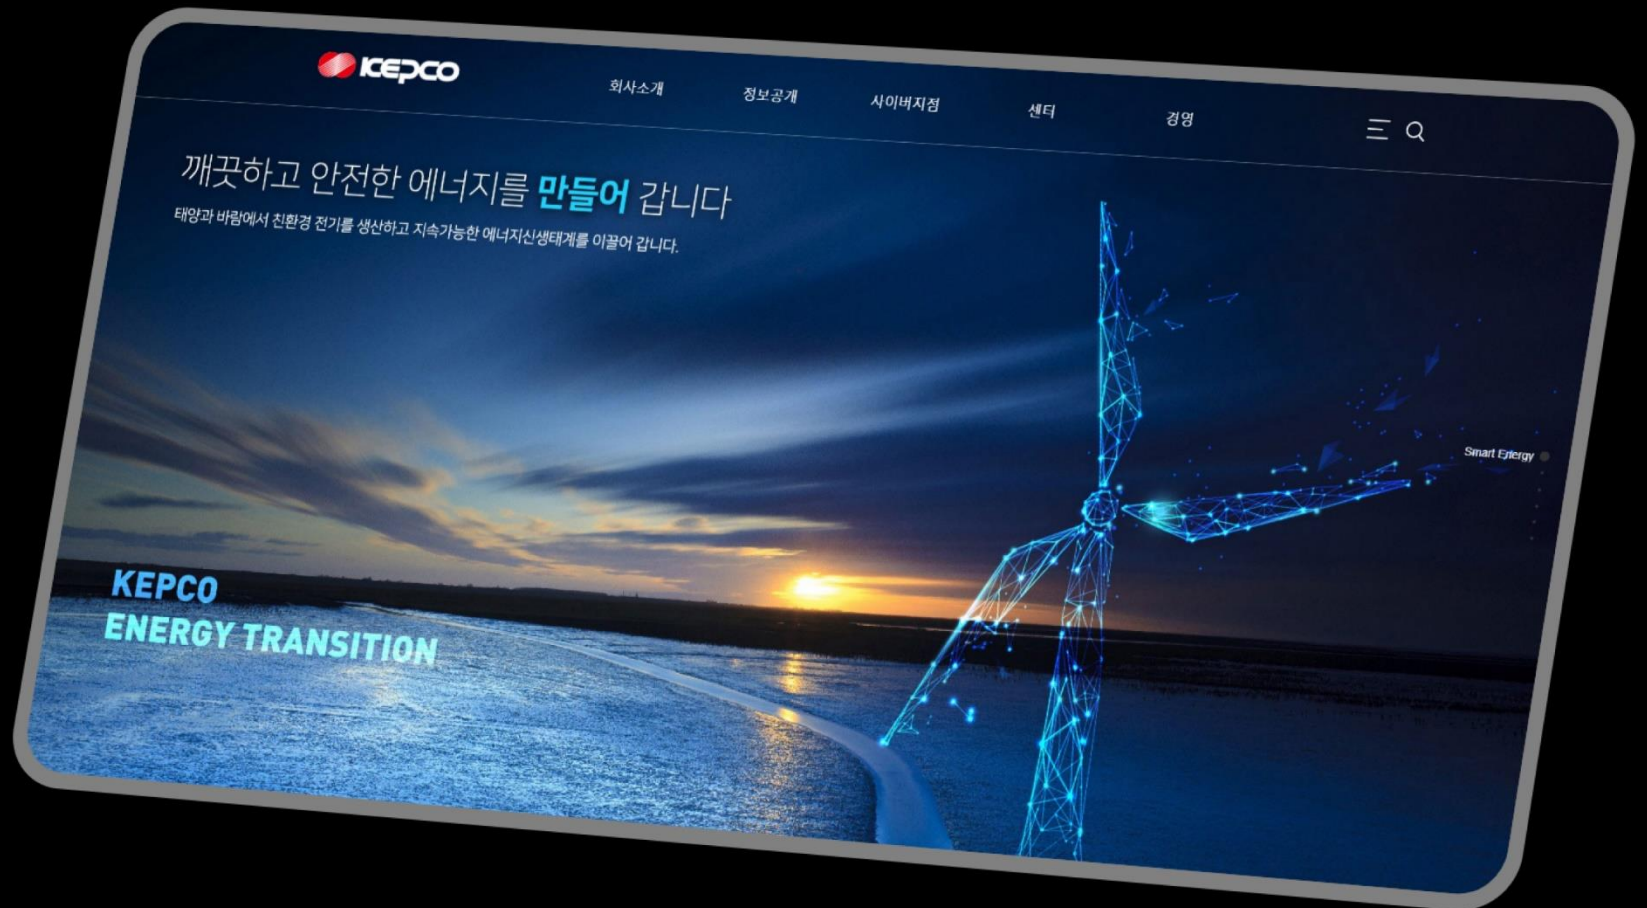 KEPCO
회사소개 정보공개 사이버지점 센터 경영
깨끗하고 안전한 에너지를 만들어 갑니다
태양과 바람에서 친환경 전기를 생산하고 지속가능한 에너지신생태계를 이끌어 갑니다.
Smart Energy
KEPCO
ENERGY TRANSITION